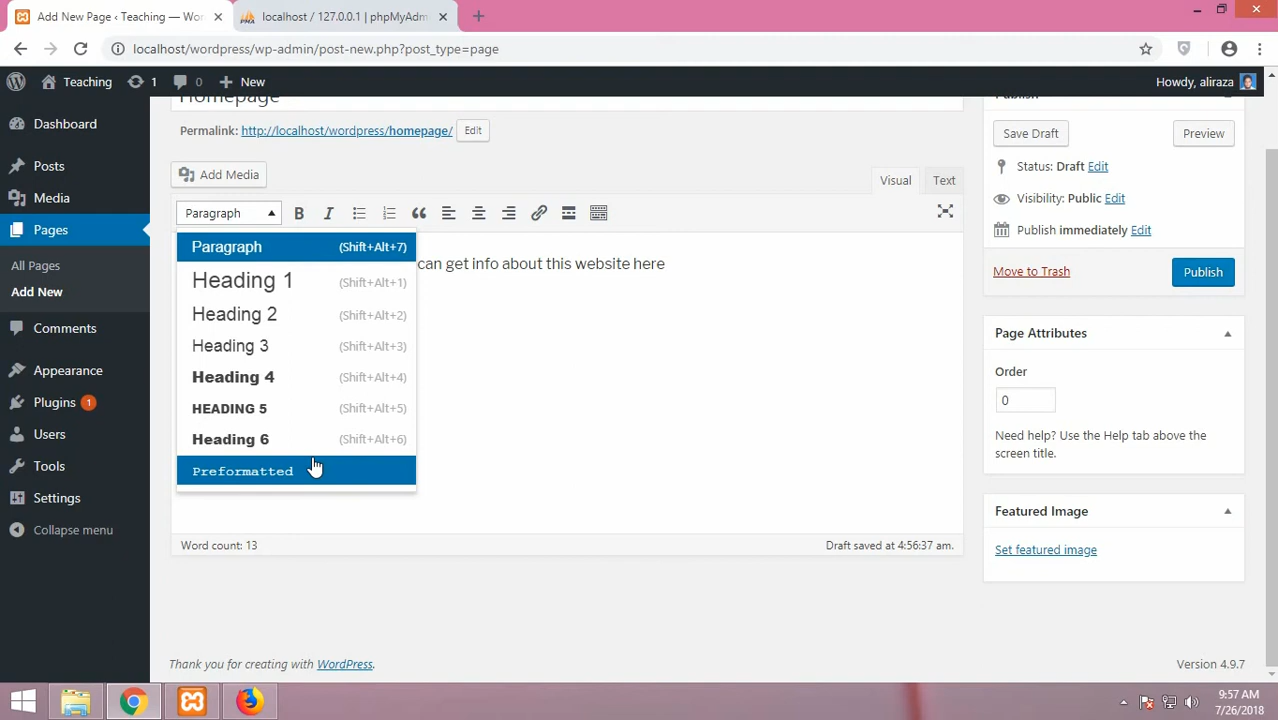 Add New Page ‹ Teaching — Wor
localhost / 127.0.0.1 | phpMyAdm
localhost/wordpress/wp-admin/post-new.php?post_type=page
Teaching
1
0
New
Howdy, aliraza
Dashboard
Posts
Media
Pages
All Pages
Add New
Comments
Appearance
Plugins 1
Users
Tools
Settings
Collapse menu
Homepage
Permalink: http://localhost/wordpress/homepage/ Edit
Add Media
Visual Text
Paragraph
Paragraph (Shift+Alt+7)
Heading 1 (Shift+Alt+1)
Heading 2 (Shift+Alt+2)
Heading 3 (Shift+Alt+3)
Heading 4 (Shift+Alt+4)
HEADING 5 (Shift+Alt+5)
Heading 6 (Shift+Alt+6)
Preformatted
can get info about this website here
Word count: 13
Draft saved at 4:56:37 am.
Publish
Save Draft
Preview
Status: Draft Edit
Visibility: Public Edit
Publish immediately Edit
Move to Trash
Publish
Page Attributes
Order
0
Need help? Use the Help tab above the
screen title.
Featured Image
Set featured image
Thank you for creating with WordPress.
Version 4.9.7
9:57 AM
7/26/2018